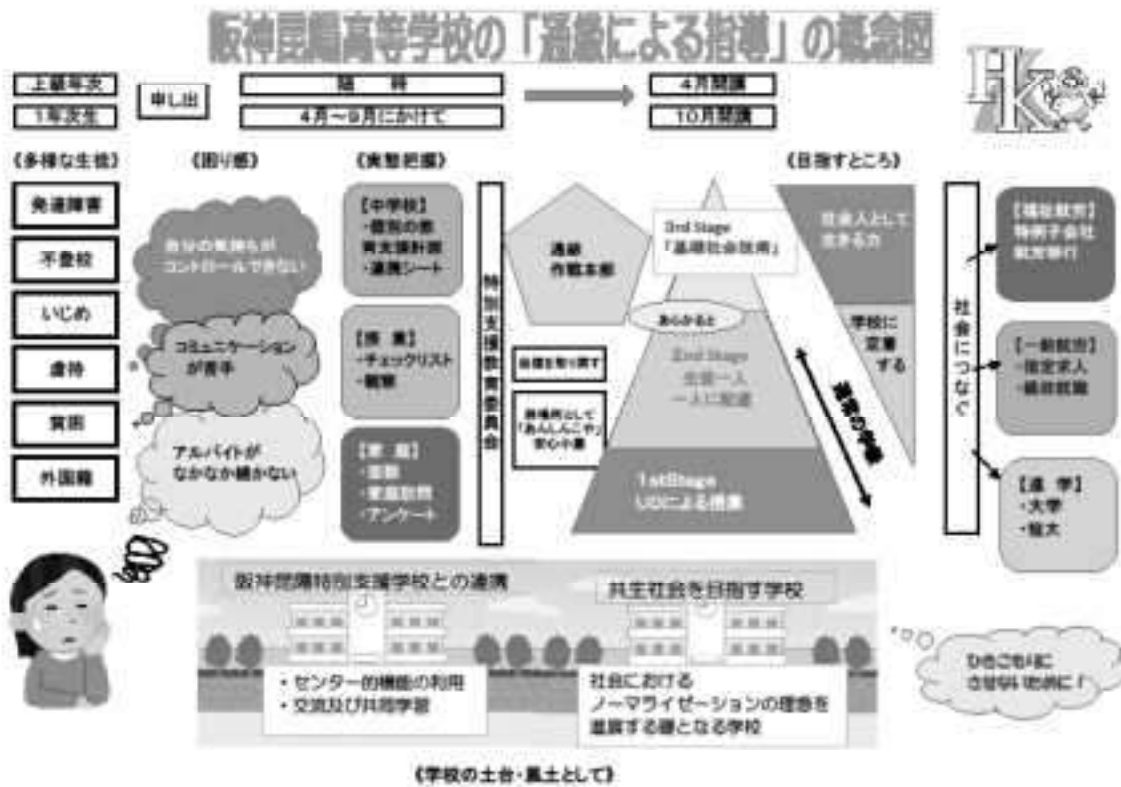 阪神昆陽高等学校の「通級による指導」の概念図
上級年次
1年次生
申し出
随 時
4月～9月にかけて
4月開講
10月開講
HK
《多様な生徒》
《困り感》
《実態把握》
《目指すところ》
発達障害
不登校
いじめ
虐待
貧困
外国籍
自分の気持ちが
コントロールできない
コミュニケーション
が苦手
アルバイトが
なかなか続かない
【中学校】
・個別の教
育支援計画
・連携シート
【授 業】
・チェックリスト
・観察
【家 庭】
・面談
・家庭訪問
・アンケート
特別支援教育委員会
通級
作戦本部
自信を取り戻す
居場所として
「あんしんこや」
安心小屋
3rd Stage
「基礎社会技術」
あらかると
2nd Stage
生徒一人
一人に配慮
1stStage
UDによる授業
社会人として
生きる力
学校に
定着
する
通常の学級
社会につなぐ
【福祉就労】
特例子会社
就労移行
【一般就労】
・指定求人
・縁故就職
【進 学】
・大学
・短大
阪神昆陽特別支援学校との連携
・センター的機能の利用
・交流及び共同学習
共生社会を目指す学校
社会における
ノーマライゼーションの理念を
進展する礎となる学校
ひきこもりに
させないために！
《学校の土台・風土として》